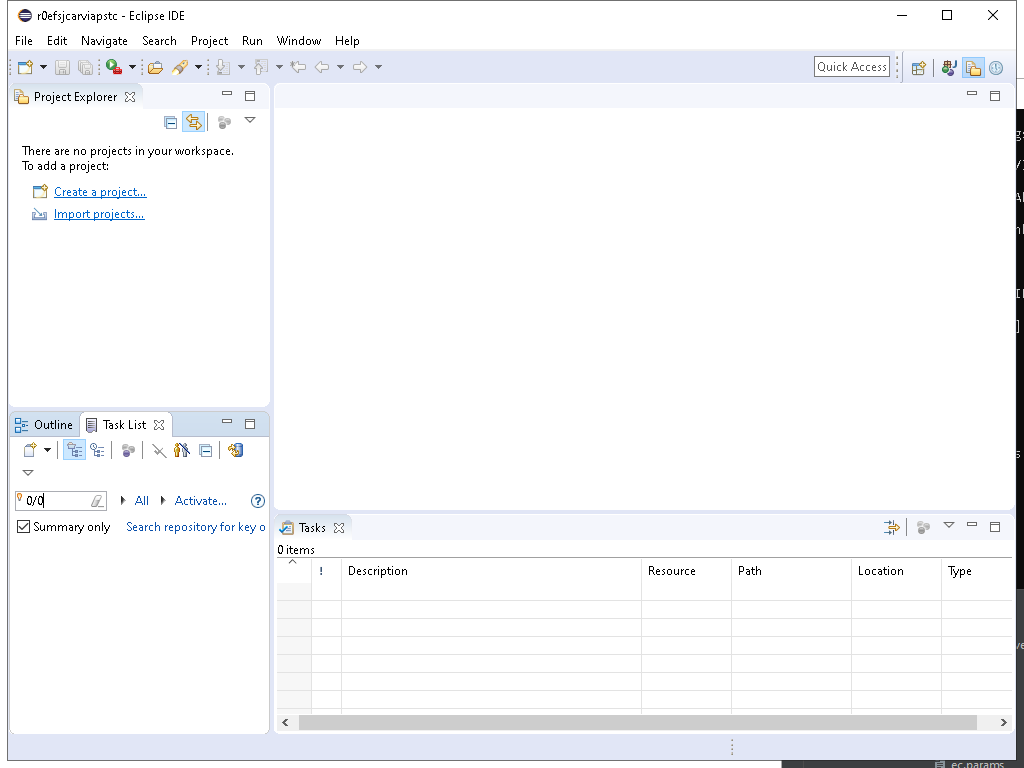 r0efsjcarviapstc - Eclipse IDE
File Edit Navigate Search Project Run Window Help
Quick Access
Project Explorer
There are no projects in your workspace.
To add a project:
Create a project...
Import projects...
Outline Task List
0/0 All Activate...
Summary only Search repository for key o
Tasks
0 items
! Description Resource Path Location Type
ec.params